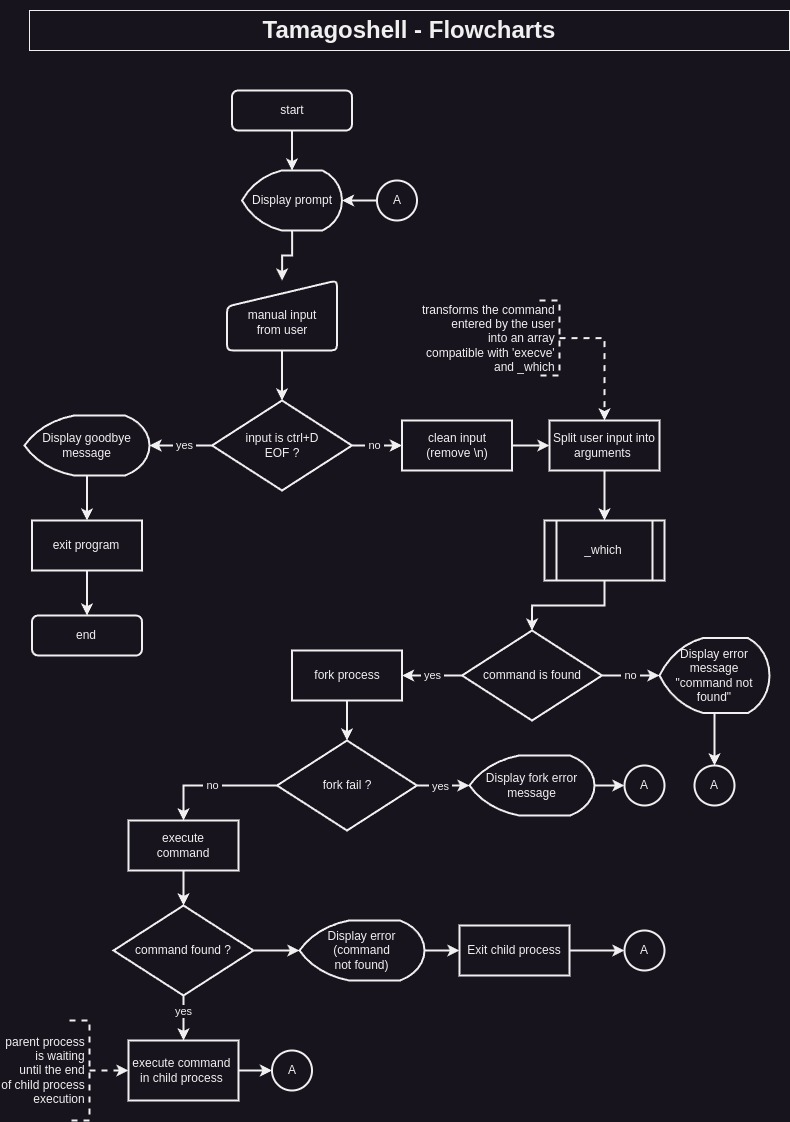 Tamagoshell - Flowcharts
start
Display prompt
A
manual input
from user
transforms the command
entered by the user
into an array
compatible with 'execve'
and _which
Display goodbye
message
yes
input is ctrl+D
EOF ?
no
clean input
(remove \n)
Split user input into
arguments
exit program
_which
end
fork process
yes
command is found
no
Display error
message
"command not
found"
no
fork fail ?
yes
Display fork error
message
A
A
execute
command
command found ?
Display error
(command
not found)
Exit child process
A
yes
parent process
is waiting
until the end
of child process
execution
execute command
in child process
A